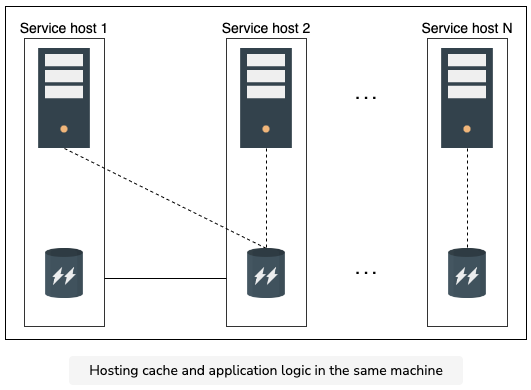 Service host 1
Service host 2
Service host N
...
...
Hosting cache and application logic in the same machine